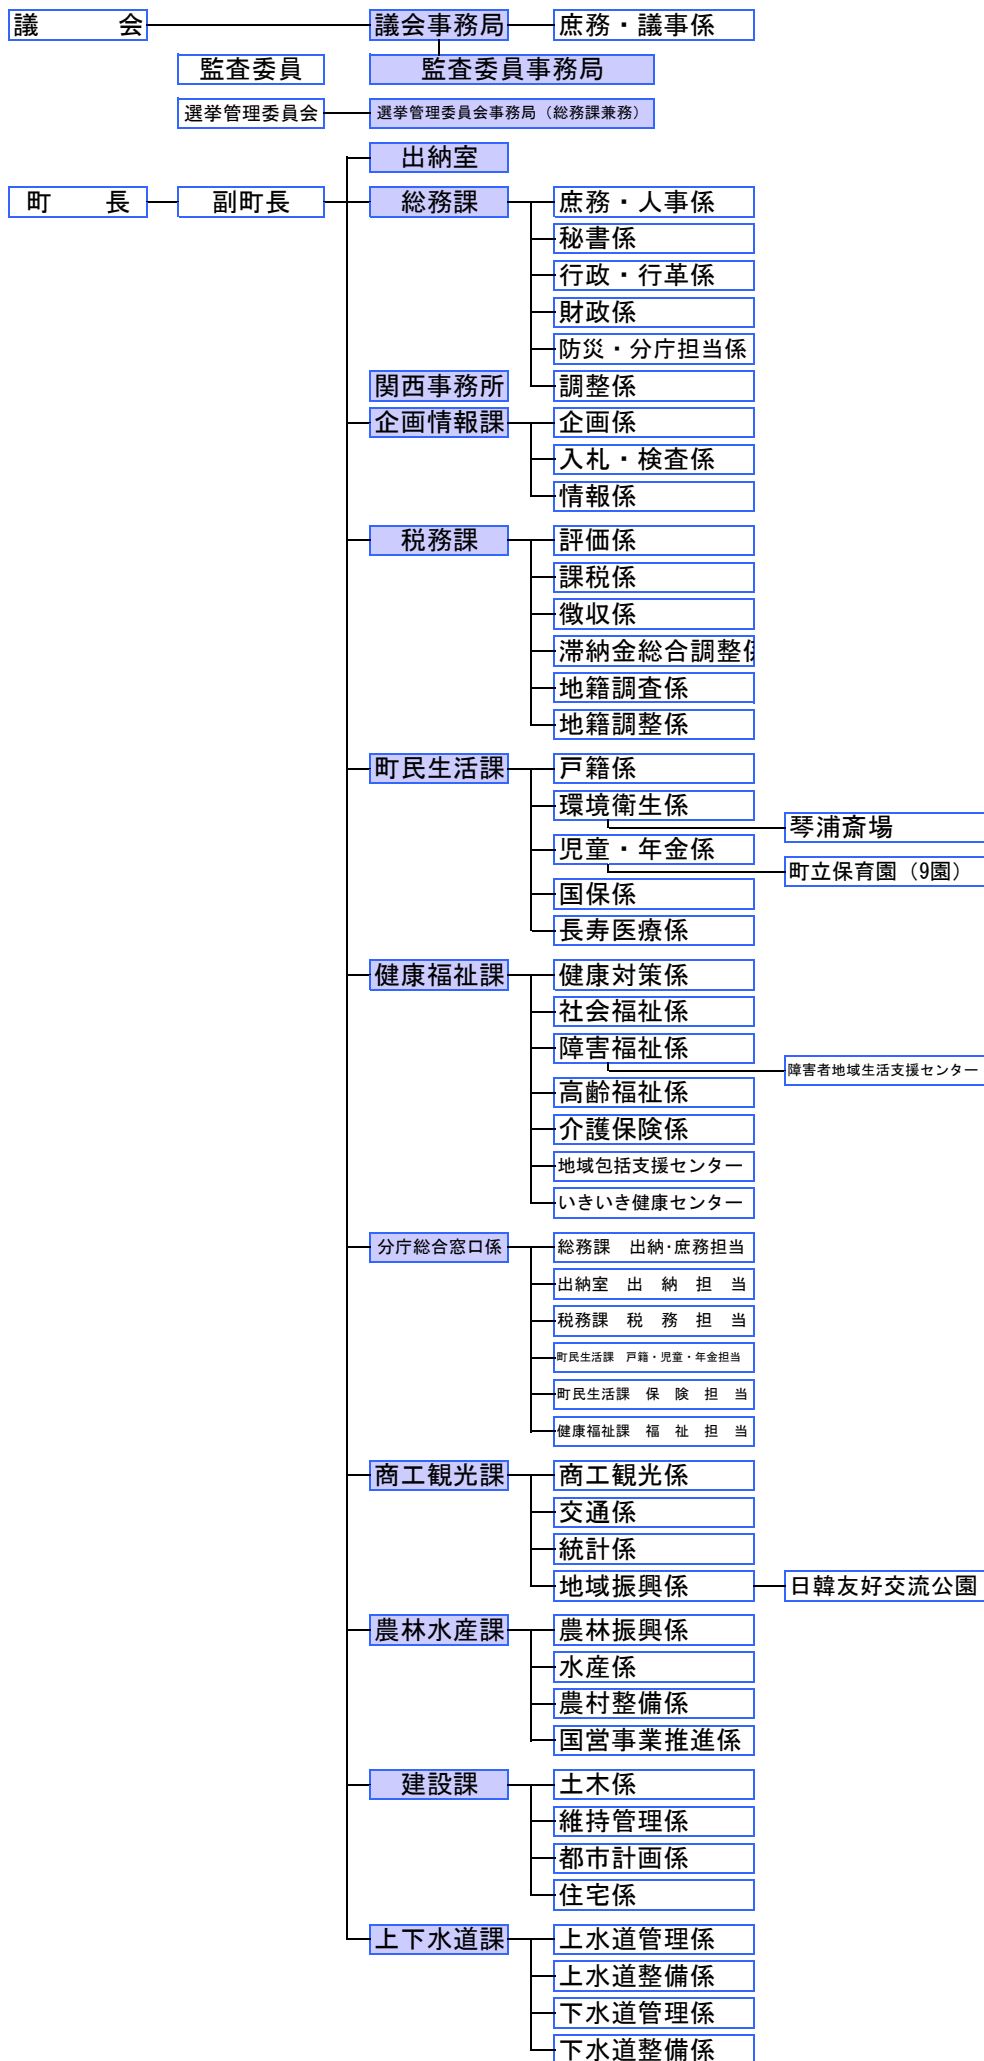 議　　　会　議会事務局　庶務・議事係
監査委員　監査委員事務局
選挙管理委員会　選挙管理委員会事務局（総務課兼務）
出納室
町　　長　副町長　総務課　庶務・人事係
秘書係
行政・行革係
財政係
防災・分庁担当係
関西事務所　調整係
企画情報課　企画係
入札・検査係
情報係
税務課　評価係
課税係
徴収係
滞納金総合調整係
地籍調査係
地籍調整係
町民生活課　戸籍係
環境衛生係
琴浦斎場
児童・年金係
町立保育園（9園）
国保係
長寿医療係
健康福祉課　健康対策係
社会福祉係
障害福祉係
障害者地域生活支援センター
高齢福祉係
介護保険係
地域包括支援センター
いきいき健康センター
分庁総合窓口係　総務課　出納・庶務担当
出納室　出　納　担　当
税務課　税　務　担　当
町民生活課　戸籍・児童・年金担当
町民生活課　保　険　担　当
健康福祉課　福　祉　担　当
商工観光課　商工観光係
交通係
統計係
地域振興係　日韓友好交流公園
農林水産課　農林振興係
水産係
農村整備係
国営事業推進係
建設課　土木係
維持管理係
都市計画係
住宅係
上下水道課　上水道管理係
上水道整備係
下水道管理係
下水道整備係